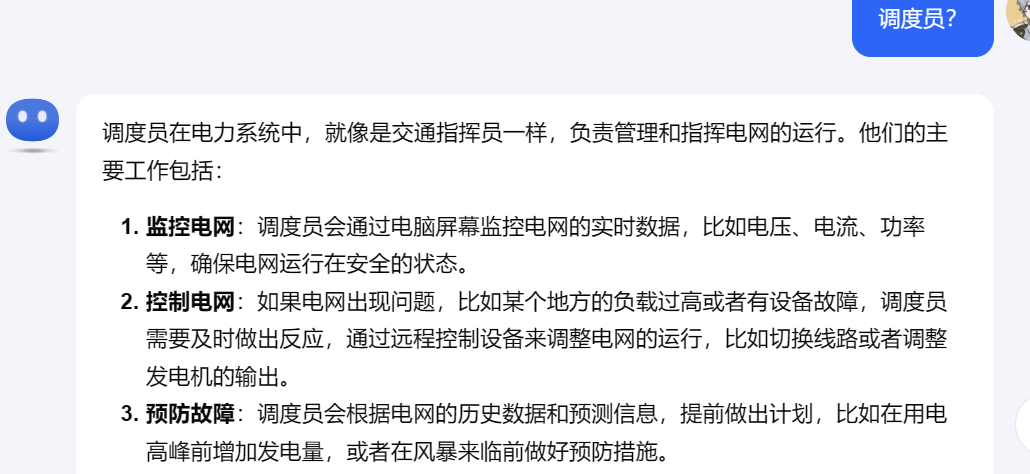 调度员？
调度员在电力系统中，就像是交通指挥员一样，负责管理和指挥电网的运行。他们的主
要工作包括：
1. 监控电网：调度员会通过电脑屏幕监控电网的实时数据，比如电压、电流、功率
等，确保电网运行在安全的状态。
2. 控制电网：如果电网出现问题，比如某个地方的负载过高或者有设备故障，调度员
需要及时做出反应，通过远程控制设备来调整电网的运行，比如切换线路或者调整
发电机的输出。
3. 预防故障：调度员会根据电网的历史数据和预测信息，提前做出计划，比如在用电
高峰前增加发电量，或者在风暴来临前做好预防措施。